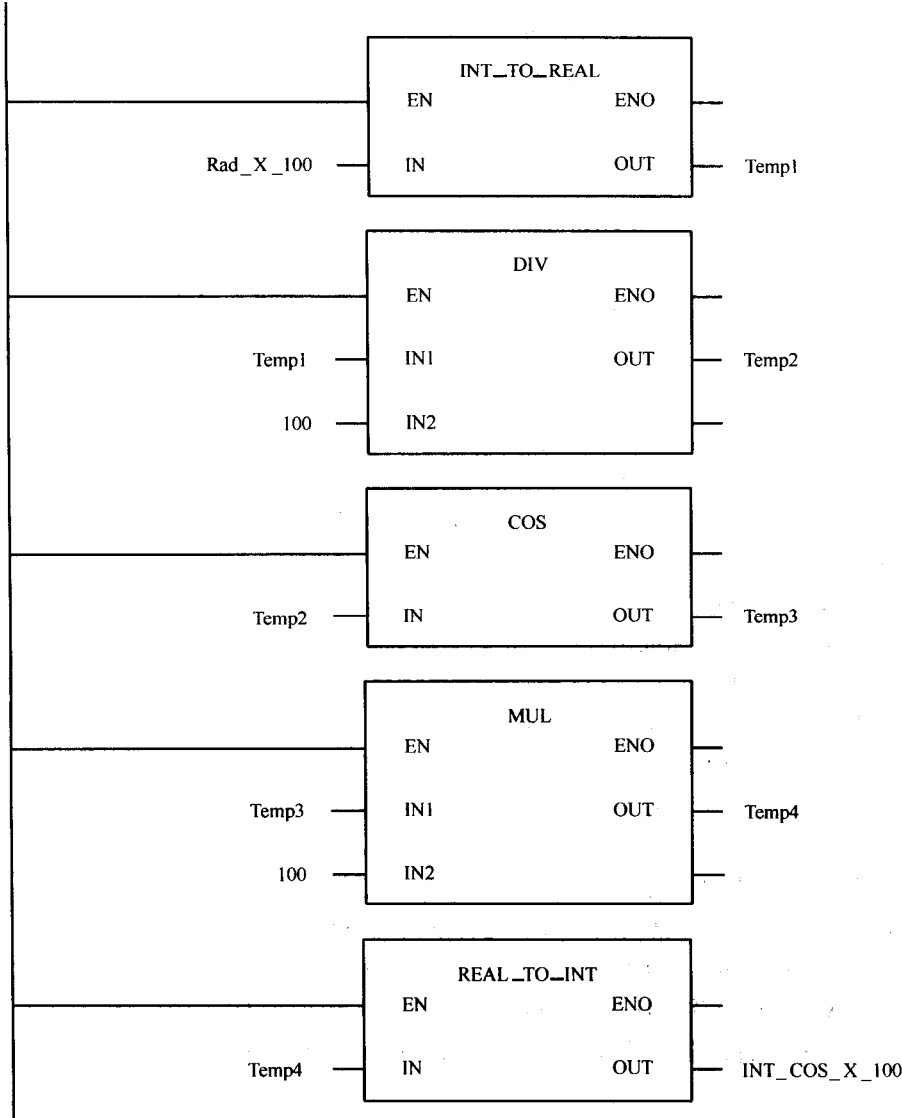 INT_TO_REAL
EN ENO
Rad_X_100 IN OUT Temp1
DIV
EN ENO
Temp1 IN1 OUT Temp2
100 IN2
COS
EN ENO
Temp2 IN OUT Temp3
MUL
EN ENO
Temp3 IN1 OUT Temp4
100 IN2
REAL_TO_INT
EN ENO
Temp4 IN OUT INT_COS_X_100